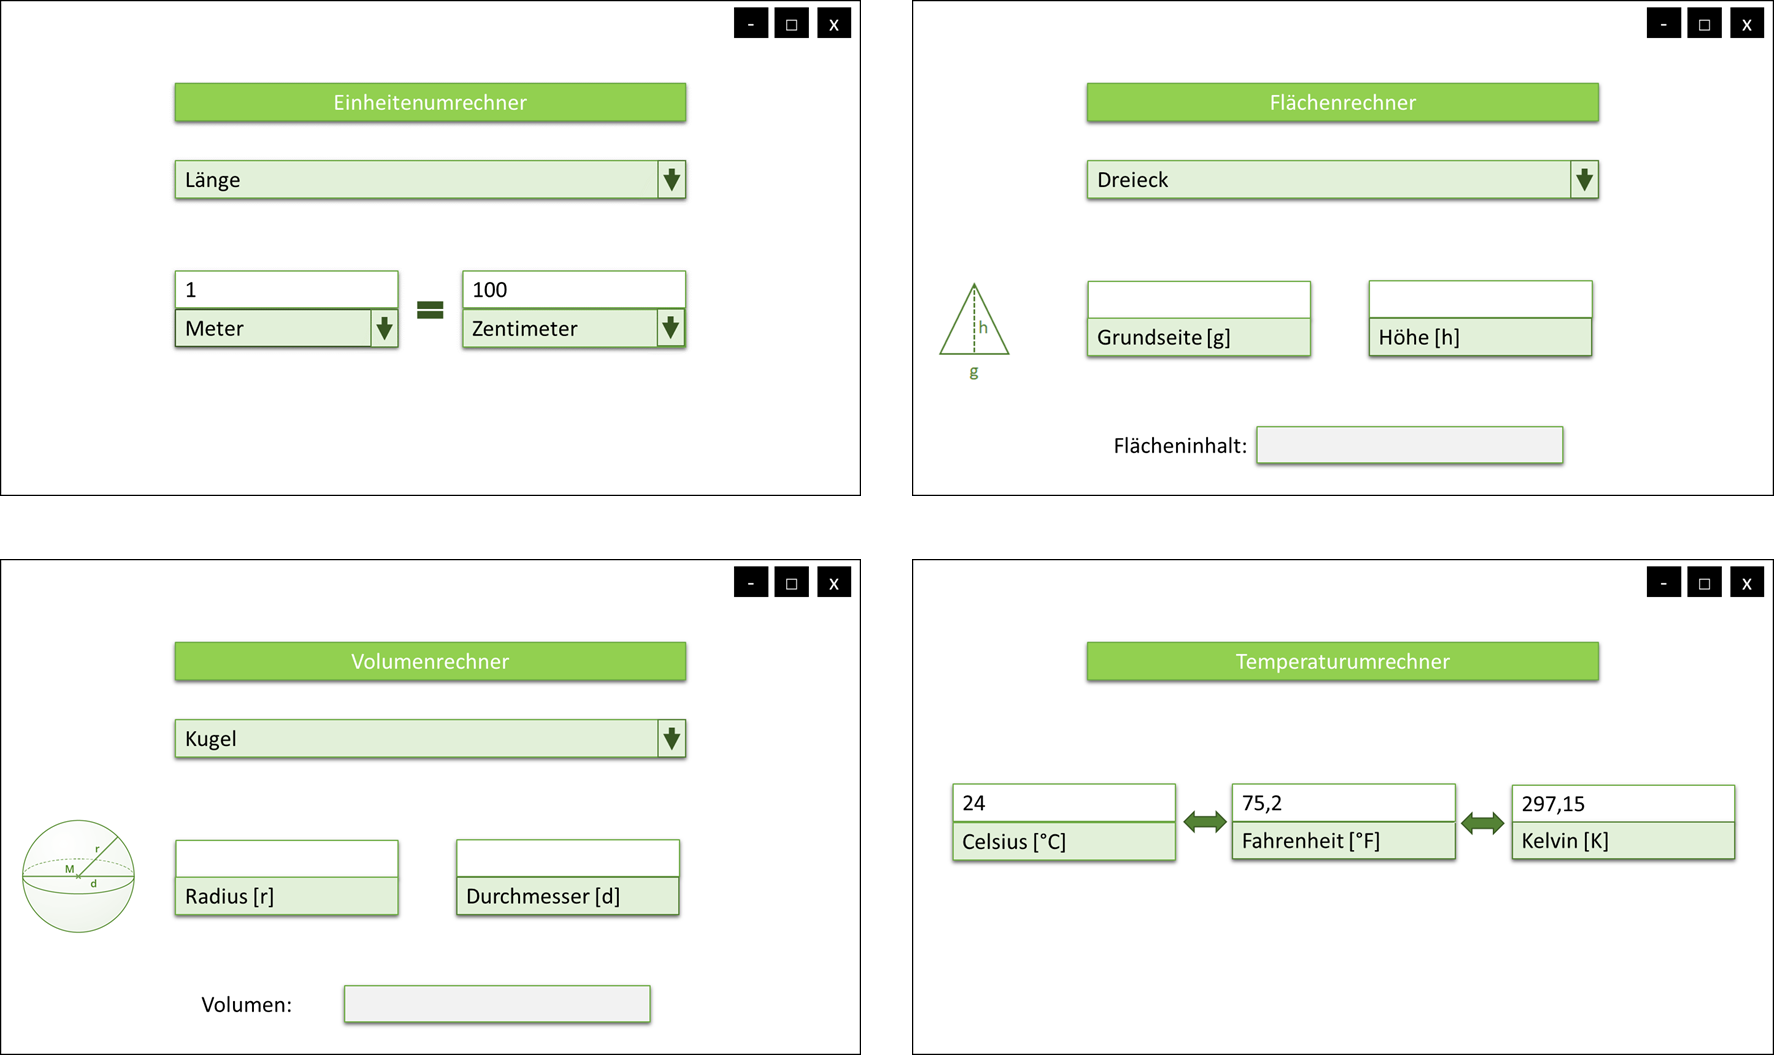 - □ x
Einheitenumrechner
Länge
1
100
Meter
Zentimeter
- □ x
Flächenrechner
Dreieck
h
g
Grundseite [g]
Höhe [h]
Flächeninhalt:
- □ x
Volumenrechner
Kugel
r
M
d
Radius [r]
Durchmesser [d]
Volumen:
- □ x
Temperaturumrechner
24
75,2
297,15
Celsius [°C]
Fahrenheit [°F]
Kelvin [K]